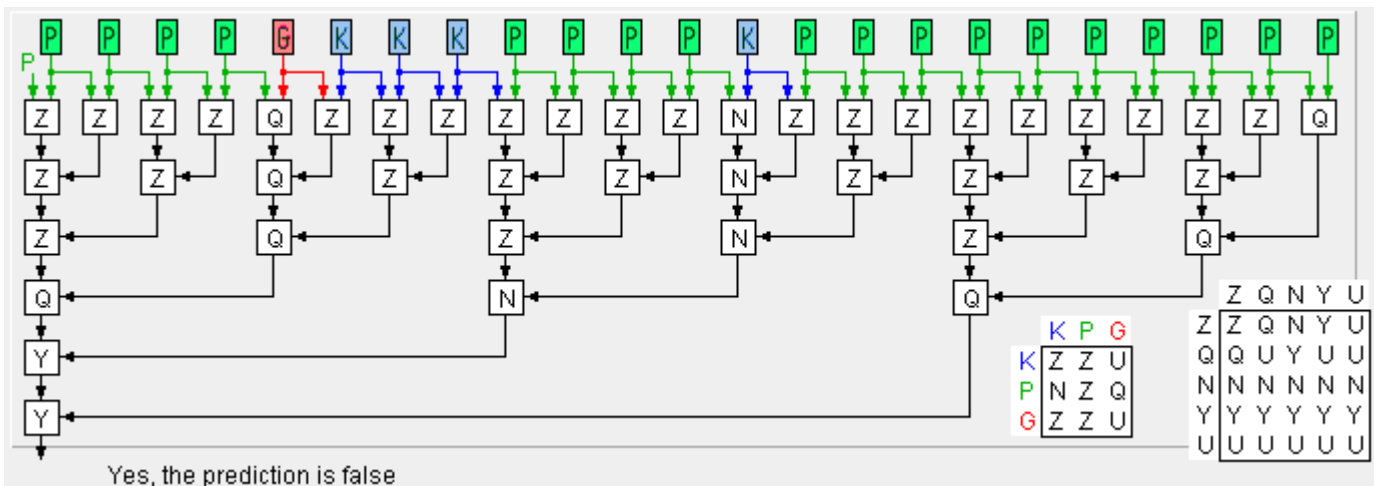 P P P P G K K K P P P P K P P P P P P P P P P
P
Z Z Z Z Q Z Z Z Z Z Z Z N Z Z Z Z Z Z Z Z Z Q
Z Z Q Z Z Z N Z Z Z Z
Z Q Z N Z Q
Q N Q
Y
Y
K P G
K Z Z U
P N Z Q
G Z Z U
Z Q N Y U
Z Z Q N Y U
Q Q U Y U U
N N N N N N
Y Y Y Y Y Y
U U U U U U
Yes, the prediction is false